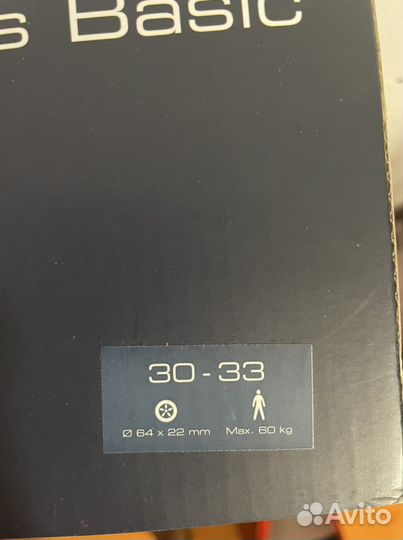 s Basic
30 - 33
Ø 64 x 22 mm Max. 60 kg
Avito